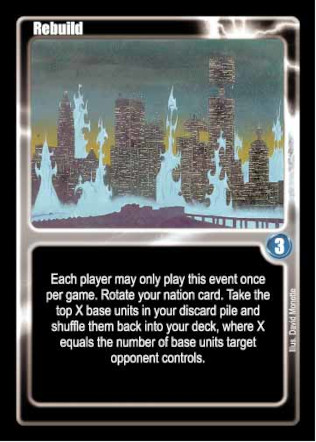 Rebuild
3
Each player may only play this event once
per game. Rotate your nation card. Take the
top X base units in your discard pile and
shuffle them back into your deck, where X
equals the number of base units target
opponent controls.
Illus. David Monette